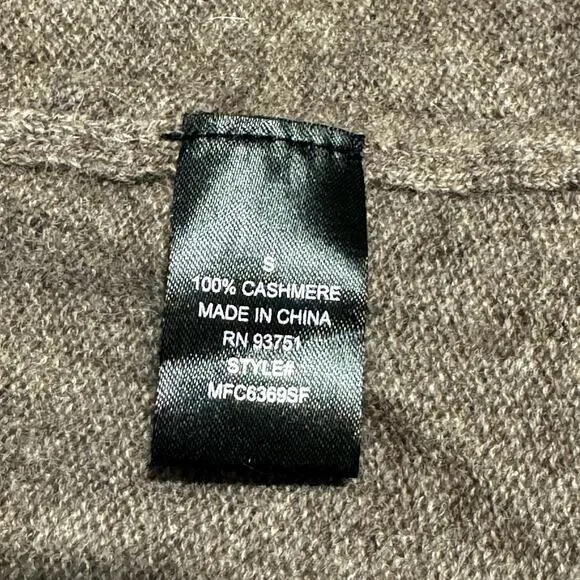 S
100% CASHMERE
MADE IN CHINA
RN 93751
STYLE#
MFC6369SF